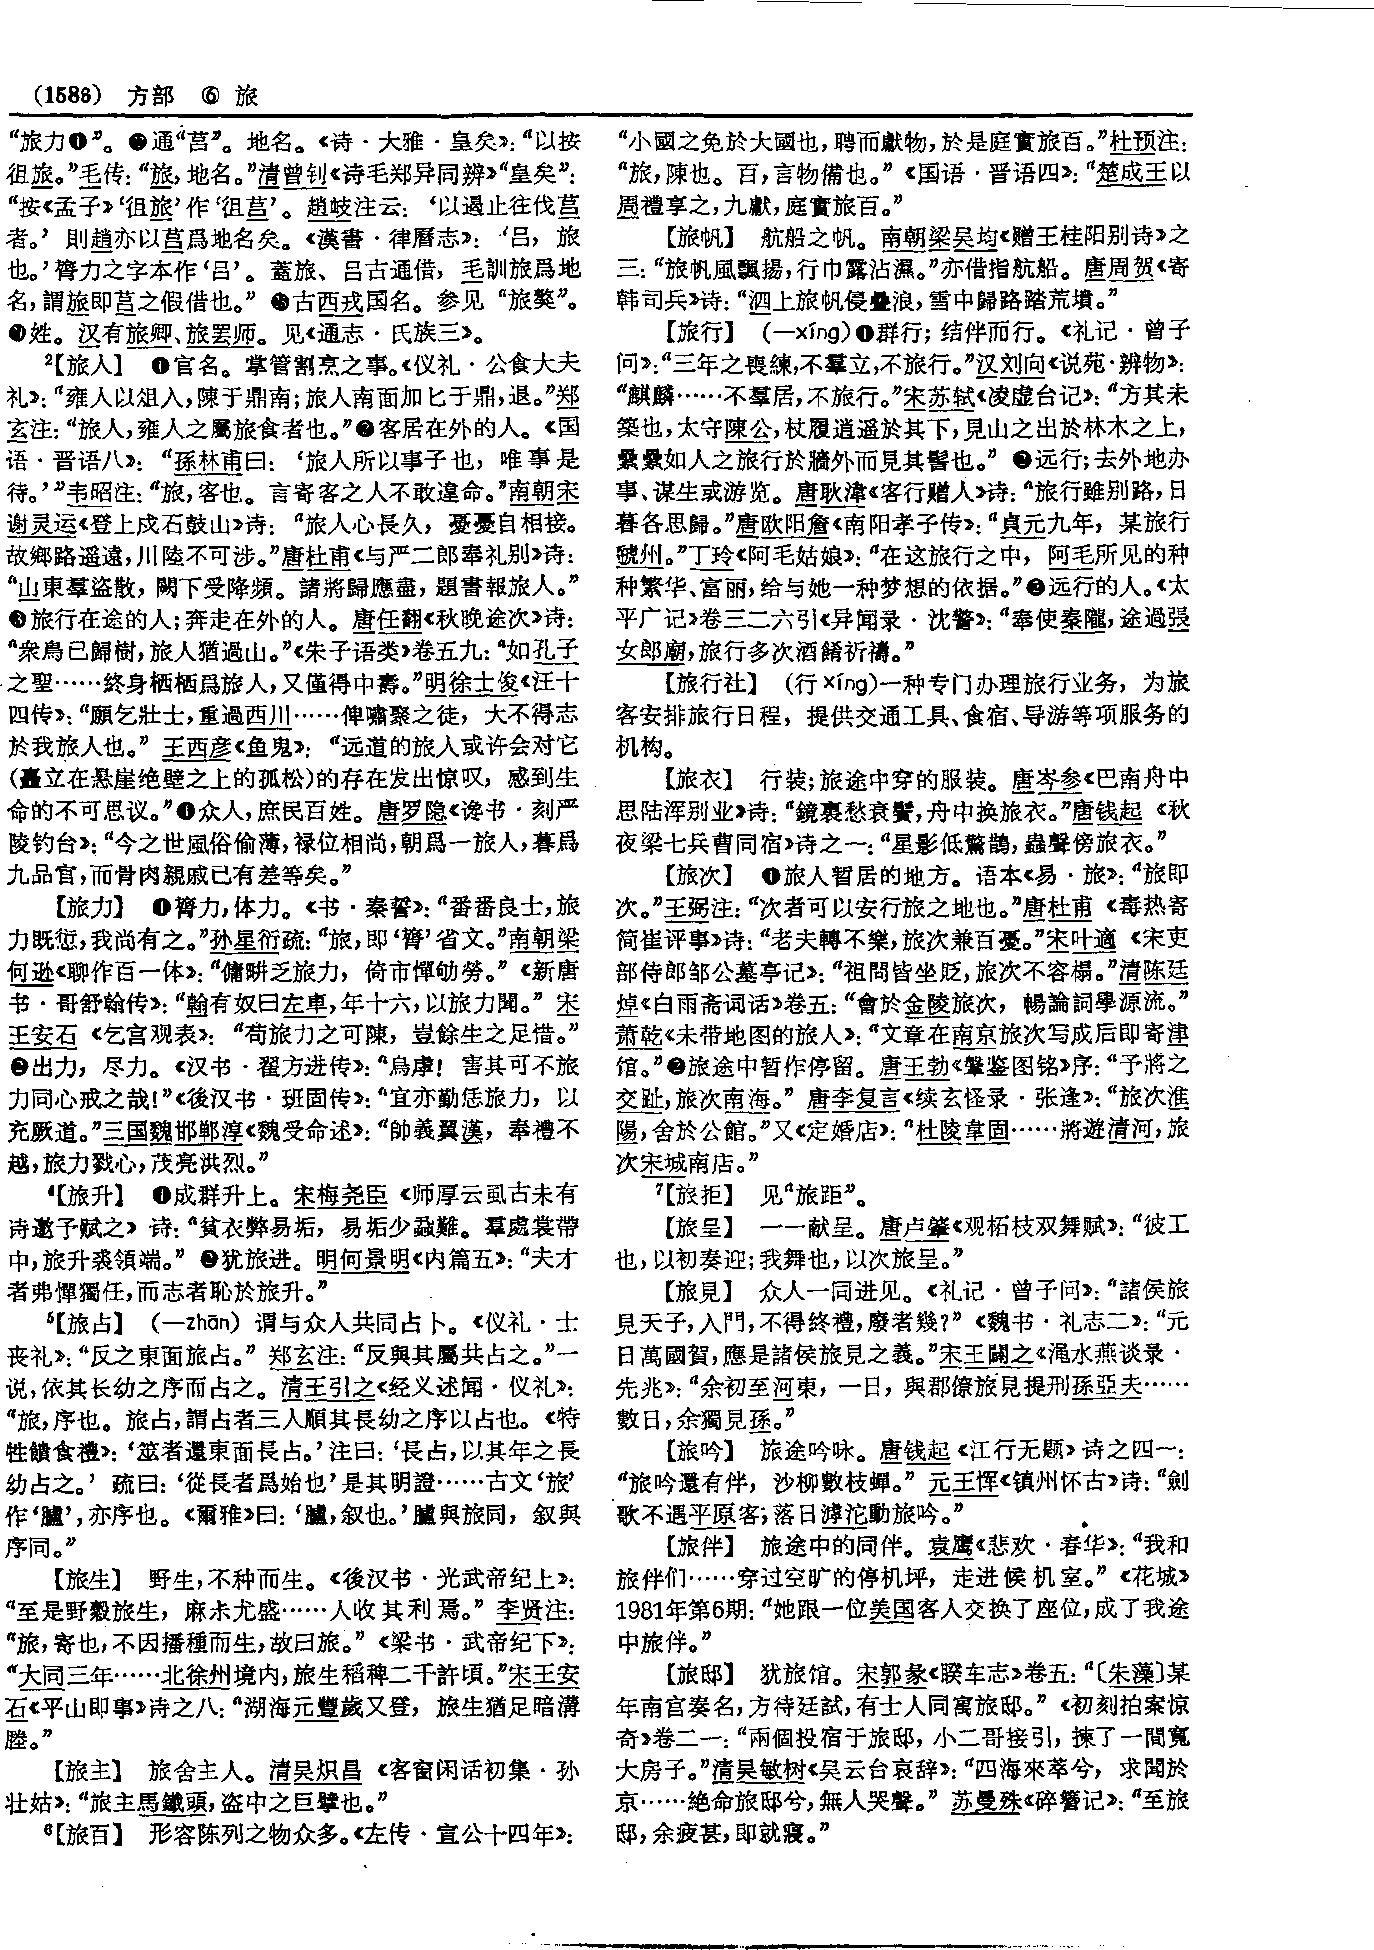 (1586) 方部 ⑥ 旅
“旅力❶”。❺通“莒”。地名。《诗·大雅·皇矣》：“以按
徂旅。”毛传：“旅，地名。”清曾钊《诗毛郑异同辨》“皇矣”：
“按《孟子》‘徂旅’作‘徂莒’。趙岐注云：‘以遏止往伐莒
者。’則趙亦以莒爲地名矣。《漢書·律曆志》：‘吕，旅
也。’膂力之字本作‘吕’。蓋旅、吕古通借，毛訓旅爲地
名，謂旅即莒之假借也。”⓰古西戎国名。参见“旅獒”。
⓱姓。汉有旅卿、旅罢师。见《通志·氏族三》。
²【旅人】 ❶官名。掌管割烹之事。《仪礼·公食大夫
礼》：“雍人以俎入，陳于鼎南；旅人南面加匕于鼎，退。”郑
玄注：“旅人，雍人之屬旅食者也。”❷客居在外的人。《国
语·晋语八》：“孫林甫曰：‘旅人所以事子也，唯事是
待。’”韦昭注：“旅，客也。言寄客之人不敢違命。”南朝宋
谢灵运《登上戍石鼓山》诗：“旅人心長久，憂憂自相接。
故鄉路遥遠，川陸不可涉。”唐杜甫《与严二郎奉礼别》诗：
“山東羣盜散，闕下受降頻。諸將歸應盡，題書報旅人。”
❸旅行在途的人；奔走在外的人。唐任翻《秋晚途次》诗：
“衆鳥已歸樹，旅人猶過山。”《朱子语类》卷五九：“如孔子
之聖……終身栖栖爲旅人，又僅得中壽。”明徐士俊《汪十
四传》：“願乞壯士，重過西川……俾嘯聚之徒，大不得志
於我旅人也。”王西彦《鱼鬼》：“远道的旅人或许会对它
(矗立在悬崖绝壁之上的孤松)的存在发出惊叹，感到生
命的不可思议。”❹众人，庶民百姓。唐罗隐《谗书·刻严
陵钓台》：“今之世風俗偷薄，禄位相尚，朝爲一旅人，暮爲
九品官，而骨肉親戚已有差等矣。”
【旅力】 ❶膂力，体力。《书·秦誓》：“番番良士，旅
力既愆，我尚有之。”孙星衍疏：“旅，即‘膂’省文。”南朝梁
何逊《聊作百一体》：“傭畊乏旅力，倚市憚劬勞。”《新唐
书·哥舒翰传》：“翰有奴曰左車，年十六，以旅力聞。”宋
王安石《乞宫观表》：“苟旅力之可陳，豈餘生之足惜。”
❷出力，尽力。《汉书·翟方进传》：“烏虖！害其可不旅
力同心戒之哉！”《後汉书·班固传》：“宜亦勤恁旅力，以
充厥道。”三国魏邯郸淳《魏受命述》：“帥義翼漢，奉禮不
越，旅力戮心，茂亮洪烈。”
⁴【旅升】 ❶成群升上。宋梅尧臣《师厚云虱古未有
诗邀予赋之》诗：“貧衣弊易垢，易垢少蝨難。羣處裳帶
中，旅升裘領端。”❷犹旅进。明何景明《内篇五》：“夫才
者弗憚獨任，而志者恥於旅升。”
⁵【旅占】 (—zhān) 谓与众人共同占卜。《仪礼·士
丧礼》：“反之東面旅占。”郑玄注：“反與其屬共占之。”一
说，依其长幼之序而占之。清王引之《经义述闻·仪礼》：
“旅，序也。旅占，謂占者三人順其長幼之序以占也。《特
牲饋食禮》：‘筮者還東面長占。’注曰：‘長占，以其年之長
幼占之。’疏曰：‘從長者爲始也’是其明證……古文‘旅’
作‘臚’，亦序也。《爾雅》曰：‘臚，叙也。’臚與旅同，叙與
序同。”
【旅生】 野生，不种而生。《後汉书·光武帝纪上》：
“至是野穀旅生，麻尗尤盛……人收其利焉。”李贤注：
“旅，寄也，不因播種而生，故曰旅。”《梁书·武帝纪下》：
“大同三年……北徐州境内，旅生稻稗二千許頃。”宋王安
石《平山即事》诗之八：“湖海元豐歲又登，旅生猶足暗溝
塍。”
【旅主】 旅舍主人。清吴炽昌《客窗闲话初集·孙
壮姑》：“旅主馬鐵頭，盗中之巨擘也。”
⁶【旅百】 形容陈列之物众多。《左传·宣公十四年》：
“小國之免於大國也，聘而獻物，於是庭實旅百。”杜预注：
“旅，陳也。百，言物備也。”《国语·晋语四》：“楚成王以
周禮享之，九獻，庭實旅百。”
【旅帆】 航船之帆。南朝梁吴均《赠王桂阳别诗》之
三：“旅帆風飄揚，行巾露沾濕。”亦借指航船。唐周贺《寄
韩司兵》诗：“泗上旅帆侵疊浪，雪中歸路踏荒墳。”
【旅行】 (—xíng)❶群行；结伴而行。《礼记·曾子
问》：“三年之喪練，不羣立，不旅行。”汉刘向《说苑·辨物》：
“麒麟……不羣居，不旅行。”宋苏轼《凌虚台记》：“方其未
築也，太守陳公，杖履逍遥於其下，見山之出於林木之上，
纍纍如人之旅行於牆外而見其髻也。”❷远行；去外地办
事、谋生或游览。唐耿湋《客行赠人》诗：“旅行雖别路，日
暮各思歸。”唐欧阳詹《南阳孝子传》：“貞元九年，某旅行
虢州。”丁玲《阿毛姑娘》：“在这旅行之中，阿毛所见的种
种繁华、富丽，给与她一种梦想的依据。”❸远行的人。《太
平广记》卷三二六引《异闻录·沈警》：“奉使秦隴，途過張
女郎廟，旅行多次酒餚祈禱。”
【旅行社】 (行xíng)一种专门办理旅行业务，为旅
客安排旅行日程，提供交通工具、食宿、导游等项服务的
机构。
【旅衣】 行装；旅途中穿的服装。唐岑参《巴南舟中
思陆浑别业》诗：“鏡裏愁衰鬢，舟中换旅衣。”唐钱起《秋
夜梁七兵曹同宿》诗之一：“星影低驚鵲，蟲聲傍旅衣。”
【旅次】 ❶旅人暂居的地方。语本《易·旅》：“旅即
次。”王弼注：“次者可以安行旅之地也。”唐杜甫《毒热寄
简崔评事》诗：“老夫轉不樂，旅次兼百憂。”宋叶適《宋吏
部侍郎邹公墓亭记》：“祖問皆坐贬，旅次不容榻。”清陈廷
焯《白雨斋词话》卷五：“會於金陵旅次，暢論詞學源流。”
萧乾《未带地图的旅人》：“文章在南京旅次写成后即寄津
馆。”❷旅途中暂作停留。唐王勃《鞶鉴图铭》序：“予將之
交趾，旅次南海。”唐李复言《续玄怪录·张逢》：“旅次淮
陽，舍於公館。”又《定婚店》：“杜陵韋固……將遊清河，旅
次宋城南店。”
⁷【旅拒】 见“旅距”。
【旅呈】 一一献呈。唐卢肇《观柘枝双舞赋》：“彼工
也，以初奏迎；我舞也，以次旅呈。”
【旅見】 众人一同进见。《礼记·曾子问》：“諸侯旅
見天子，入門，不得終禮，廢者幾？”《魏书·礼志二》：“元
日萬國賀，應是諸侯旅見之義。”宋王闢之《渑水燕谈录·
先兆》：“余初至河東，一日，與郡僚旅見提刑孫亞夫……
數日，余獨見孫。”
【旅吟】 旅途吟咏。唐钱起《江行无题》诗之四一：
“旅吟還有伴，沙柳數枝蟬。”元王恽《镇州怀古》诗：“劍
歌不遇平原客；落日滹沱動旅吟。”
【旅伴】 旅途中的同伴。袁鹰《悲欢·春华》：“我和
旅伴们……穿过空旷的停机坪，走进候机室。”《花城》
1981年第6期：“她跟一位美国客人交换了座位，成了我途
中旅伴。”
【旅邸】 犹旅馆。宋郭彖《睽车志》卷五：“〔朱藻〕某
年南宫奏名，方待廷試，有士人同寓旅邸。”《初刻拍案惊
奇》卷二一：“兩個投宿于旅邸，小二哥接引，揀了一間寬
大房子。”清吴敏树《吴云台哀辞》：“四海來萃兮，求聞於
京……絶命旅邸兮，無人哭聲。”苏曼殊《碎簪记》：“至旅
邸，余疲甚，即就寢。”